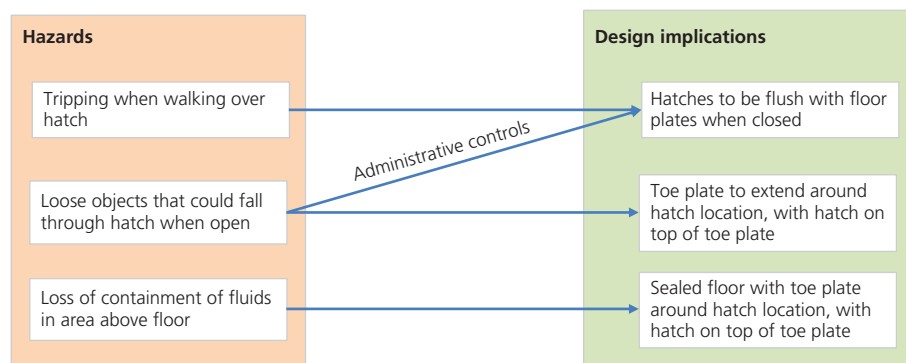 Hazards
Tripping when walking over
hatch
Loose objects that could fall
through hatch when open
Loss of containment of fluids
in area above floor
Administrative controls
Design implications
Hatches to be flush with floor
plates when closed
Toe plate to extend around
hatch location, with hatch on
top of toe plate
Sealed floor with toe plate
around hatch location, with
hatch on top of toe plate